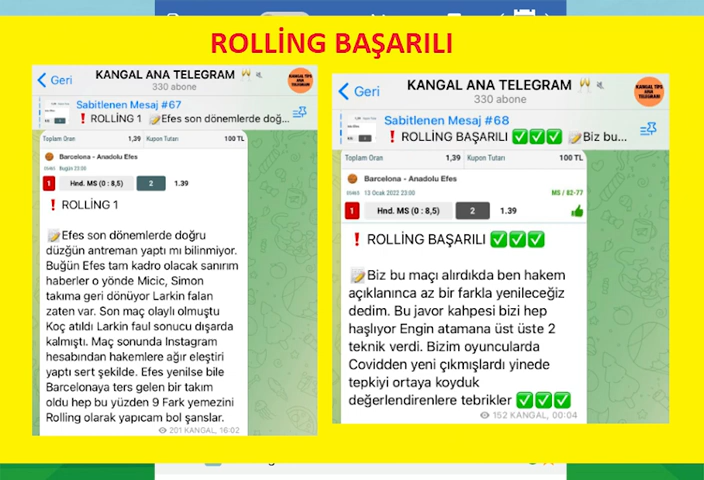 ROLLİNG BAŞARILI
Geri
KANGAL ANA TELEGRAM
330 abone
KANGAL TIPS
ANA
TELEGRAM
Sabitlenen Mesaj #67
❗ ROLLİNG 1 📝Efes son dönemlerde doğ...
Toplam Oran 1,39 Kupon Tutarı 100 TL
Barcelona - Anadolu Efes
Bugün 23:00
1 Hnd. MS (0 : 8,5) 2 1.39
❗ ROLLİNG 1
📝Efes son dönemlerde doğru
düzgün antreman yaptı mı bilinmiyor.
Buğün Efes tam kadro olacak sanırım
haberler o yönde Micic, Simon
takıma geri dönüyor Larkin falan
zaten var. Son maç olaylı olmuştu
Koç atıldı Larkin faul sonucu dışarda
kalmıştı. Maç sonunda Instagram
hesabından hakemlere ağır eleştiri
yaptı sert şekilde. Efes yenilse bile
Barcelonaya ters gelen bir takım
oldu hep bu yüzden 9 Fark yemezini
Rolling olarak yapıcam bol şanslar.
201 KANGAL, 16:02
Geri
KANGAL ANA TELEGRAM
330 abone
KANGAL TIPS
ANA
TELEGRAM
Sabitlenen Mesaj #68
❗ ROLLİNG BAŞARILI ✅✅✅ 📝Biz bu...
Toplam Oran 1,39 Kupon Tutarı 100 TL
Barcelona - Anadolu Efes
13 Ocak 2022 23:00 MS / 82-77
1 Hnd. MS (0 : 8,5) 2 1.39
❗ ROLLİNG BAŞARILI ✅✅✅
📝Biz bu maçı alırdıkda ben hakem
açıklanınca az bir farkla yenileceğiz
dedim. Bu javor kahpesi bizi hep
haşlıyor Engin atamana üst üste 2
teknik verdi. Bizim oyuncularda
Covidden yeni çıkmışlardı yinede
tepkiyi ortaya koyduk
değerlendirenlere tebrikler ✅✅✅
152 KANGAL, 00:04